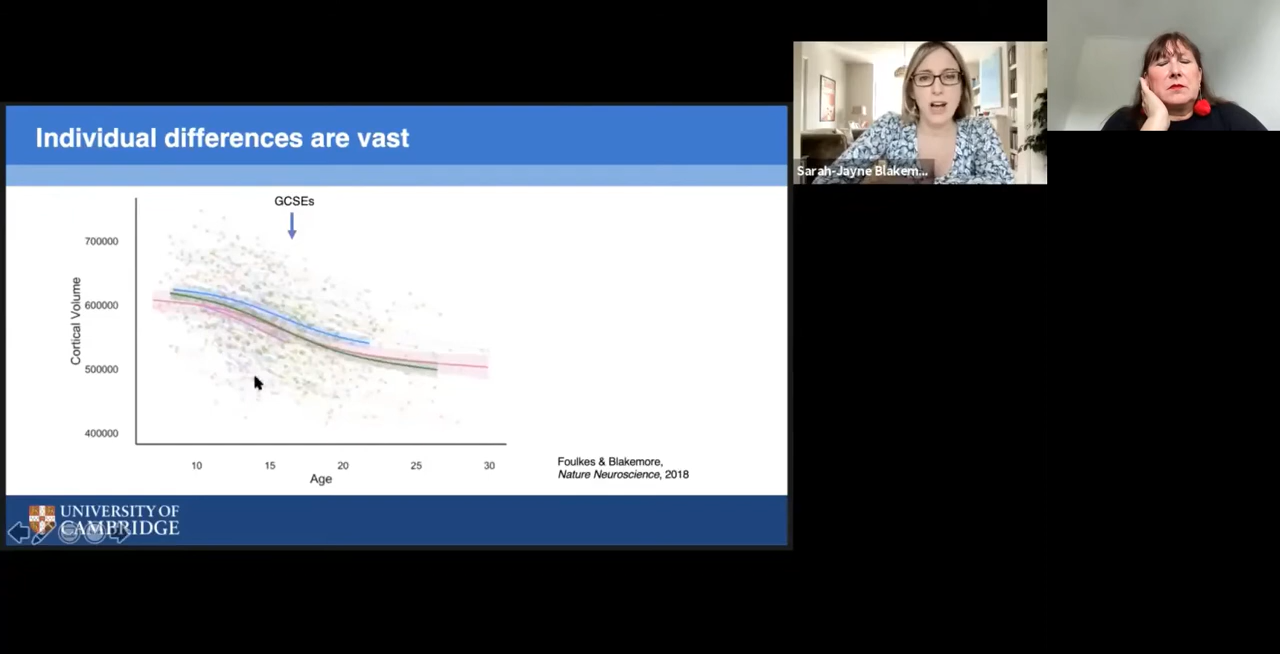 Individual differences are vast
GCSEs
700000
600000
500000
400000
Cortical Volume
10 15 20 25 30
Age
Foulkes & Blakemore,
Nature Neuroscience, 2018
UNIVERSITY OF
CAMBRIDGE
Sarah-Jayne Blakem...